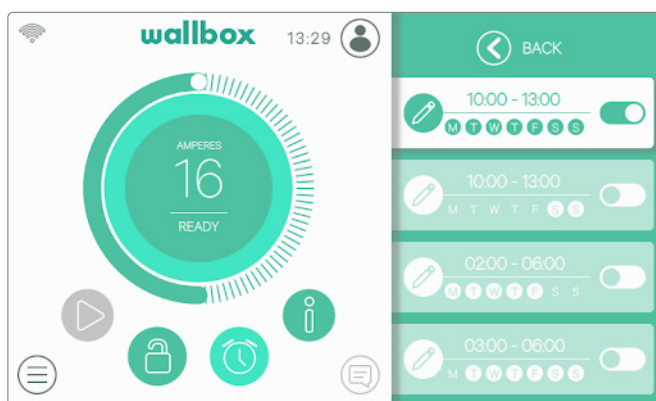 wallbox
13:29
AMPERES
16
READY
BACK
10:00 - 13:00
M T W T F S S
10:00 - 13:00
M T W T F S S
02:00 - 06:00
M T W T F S S
03:00 - 06:00
M T W T F S S